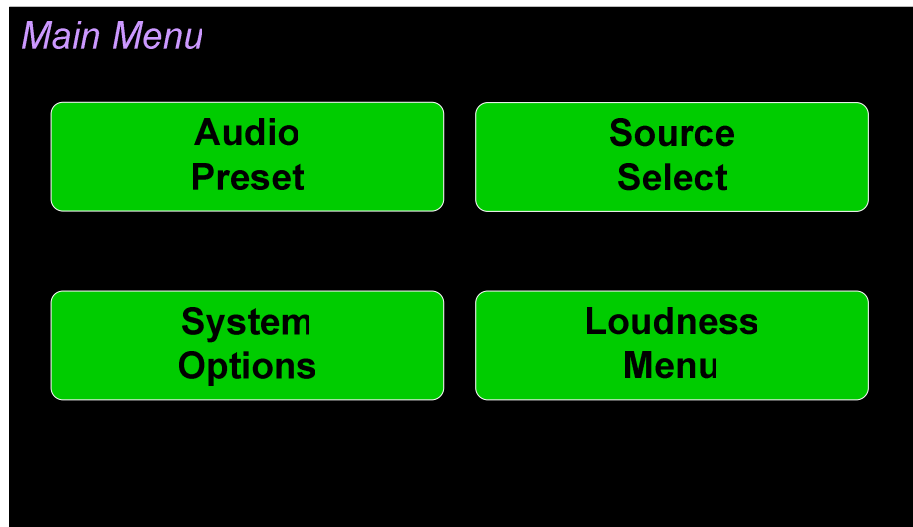 Main Menu
Audio
Preset
Source
Select
System
Options
Loudness
Menu